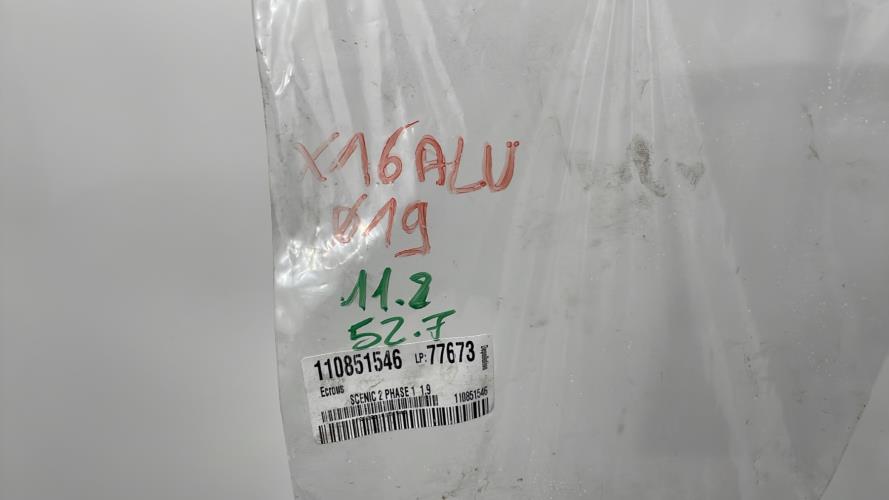 X16ALU
Ø19
11.8
52.7
110851546 LP: 77673
Ecrous
SCENIC 2 PHASE 1 1.9
110851546